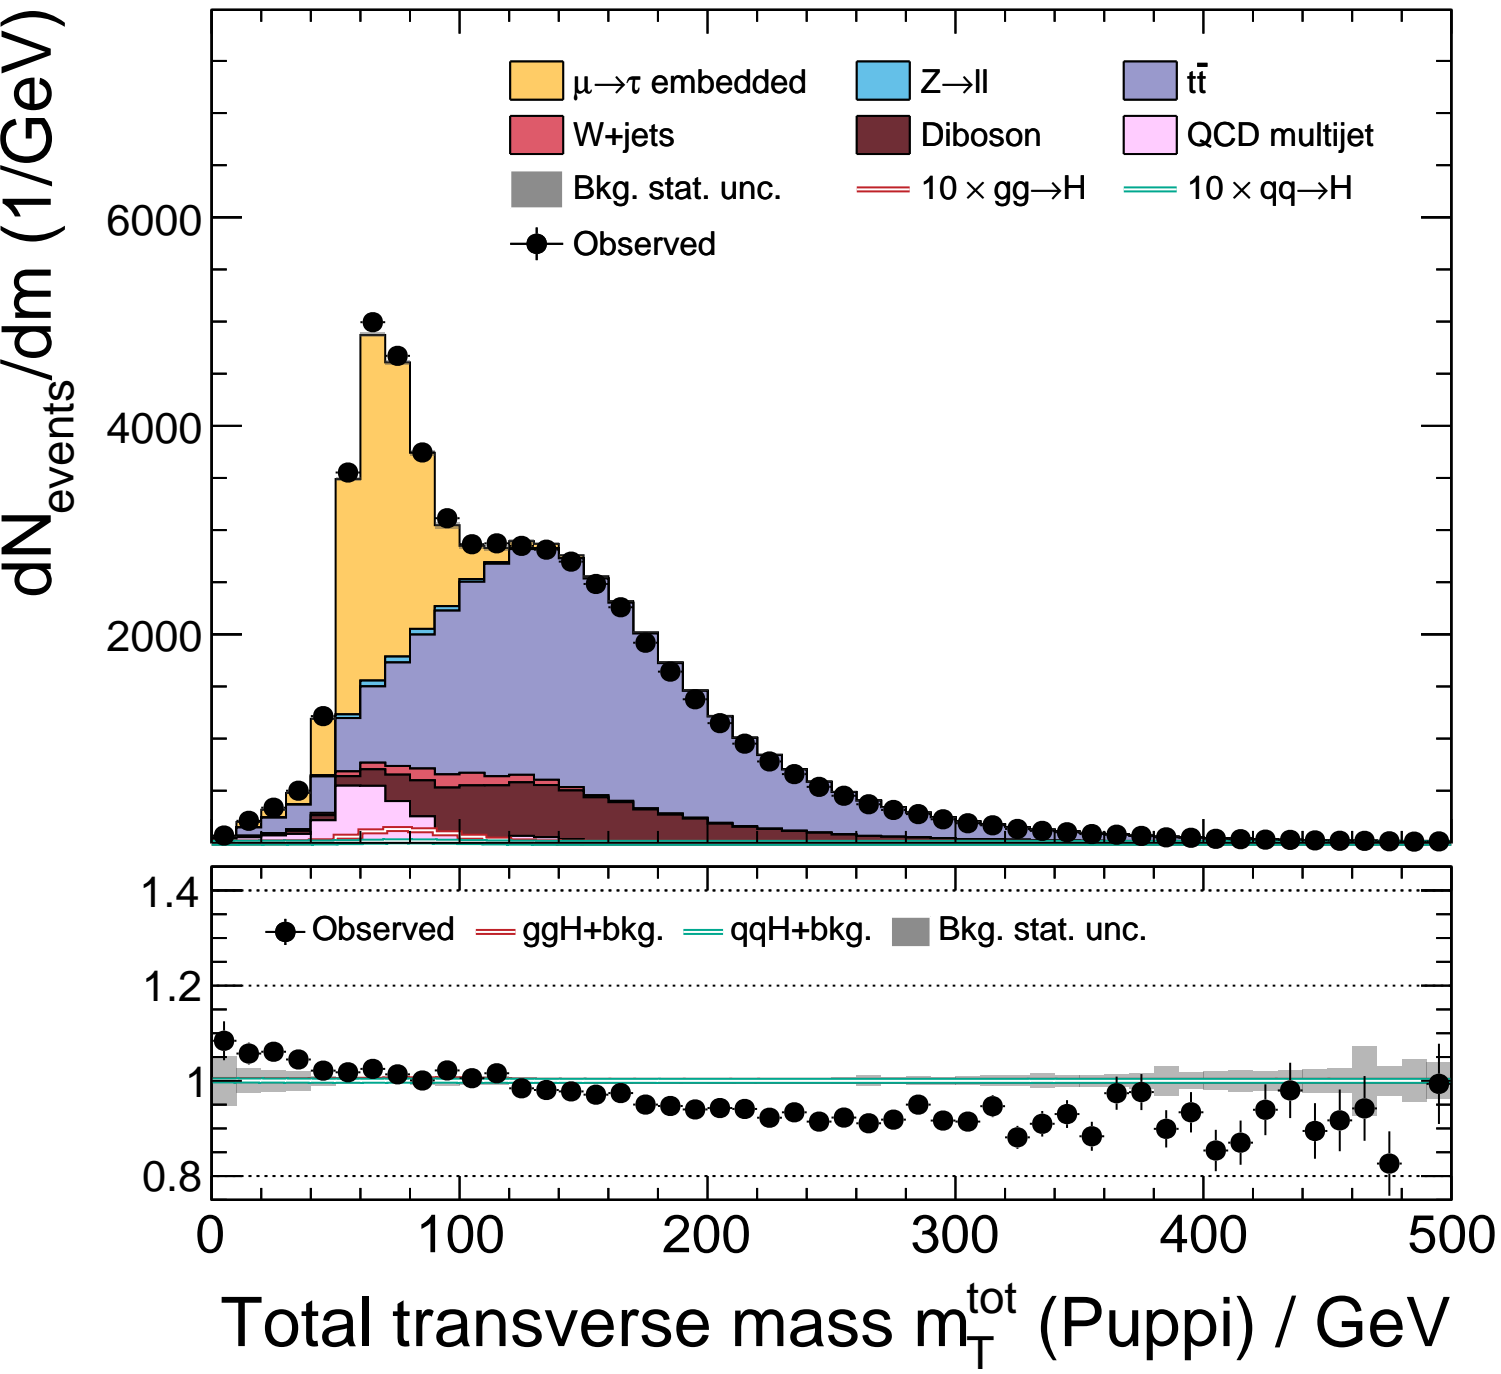 dN_events/dm (1/GeV)
μ→τ embedded Z→ll tt̄
W+jets Diboson QCD multijet
Bkg. stat. unc. 10 × gg→H 10 × qq→H
Observed
6000
4000
2000
Observed ggH+bkg. qqH+bkg. Bkg. stat. unc.
1.4
1.2
1
0.8
0 100 200 300 400 500
Total transverse mass m_T^tot (Puppi) / GeV